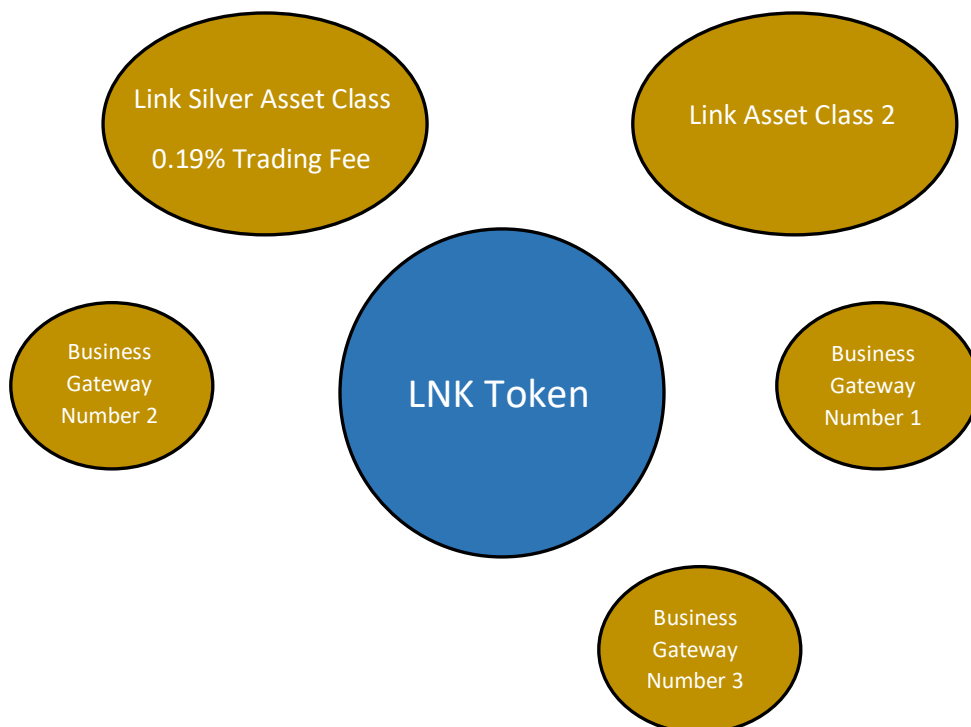 Link Silver Asset Class
0.19% Trading Fee
Link Asset Class 2
Business
Gateway
Number 2
LNK Token
Business
Gateway
Number 1
Business
Gateway
Number 3